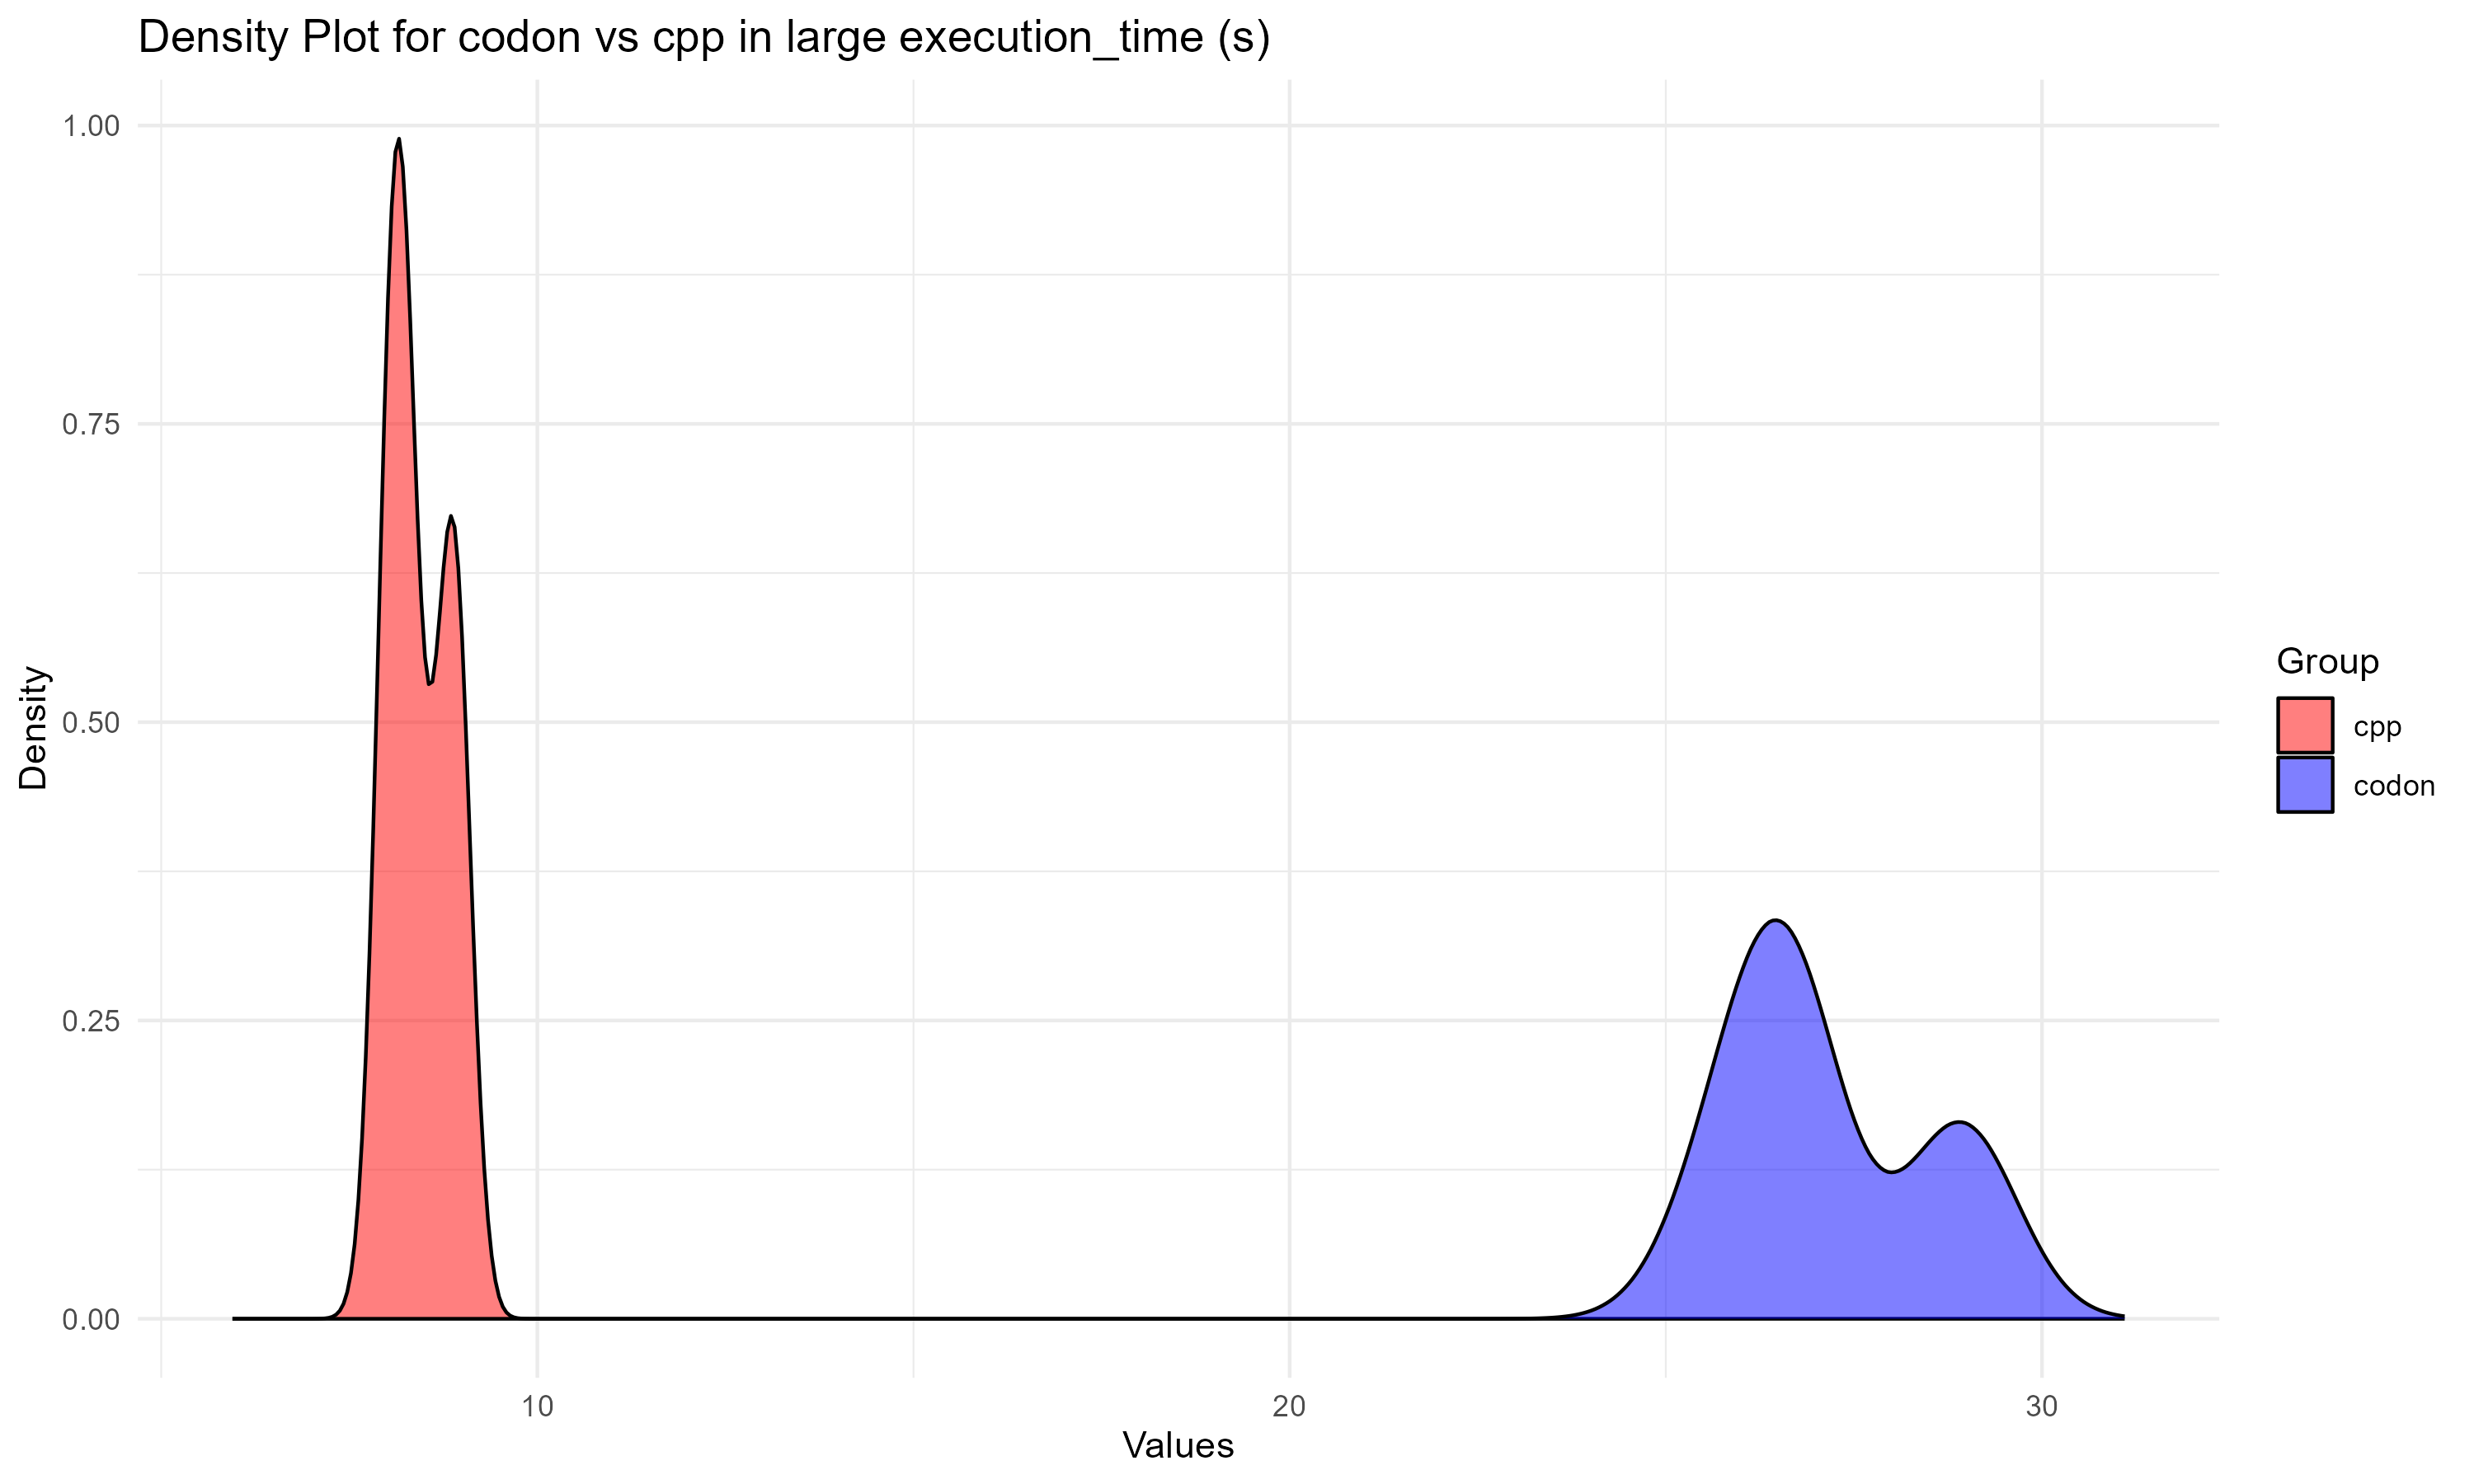 Density Plot for codon vs cpp in large execution_time (s)
1.00
0.75
0.50
0.25
0.00
Density
10
20
30
Values
Group
cpp
codon